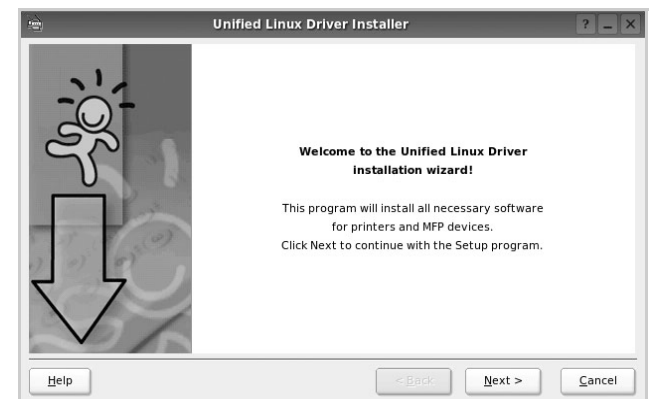 Unified Linux Driver Installer
Welcome to the Unified Linux Driver
installation wizard!
This program will install all necessary software
for printers and MFP devices.
Click Next to continue with the Setup program.
Help
< Back
Next >
Cancel